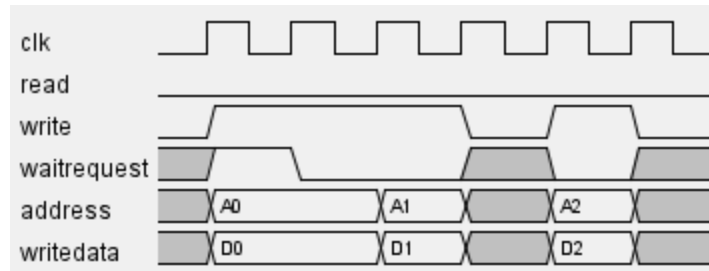 clk
read
write
waitrequest
address A0 A1 A2
writedata D0 D1 D2